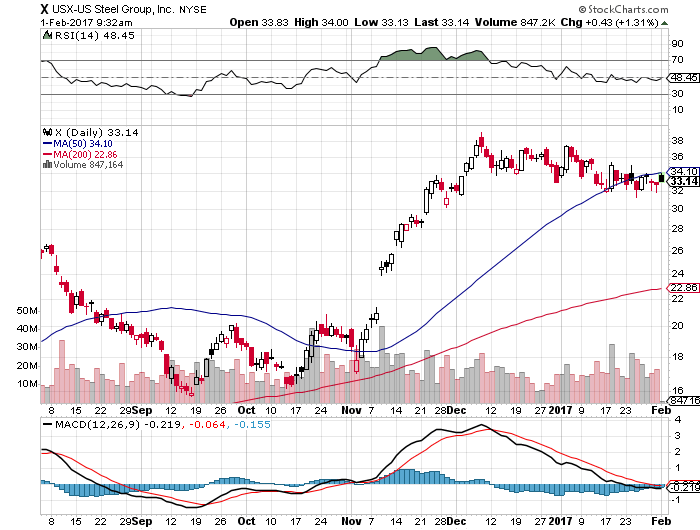 X USX-US Steel Group, Inc. NYSE © StockCharts.com
1-Feb-2017 9:32am Open 33.83 High 34.00 Low 33.13 Last 33.14 Volume 847.2K Chg +0.43 (+1.31%)
RSI(14) 48.45
90
70
48.45
30
10
X (Daily) 33.14
MA(50) 34.10
MA(200) 22.86
Volume 847,164
38
36
34.10
33.14
32
30
28
26
24
22.86
22
20
18
16
50M
40M
30M
20M
10M
847164
8 15 22 29 Sep 12 19 26 Oct 10 17 24 Nov 7 14 21 28 Dec 12 19 27 2017 9 17 23 Feb
MACD(12,26,9) -0.219, -0.064, -0.155
4
3
2
1
-0.219
-1
8 15 22 29 Sep 12 19 26 Oct 10 17 24 Nov 7 14 21 28 Dec 12 19 27 2017 9 17 23 Feb